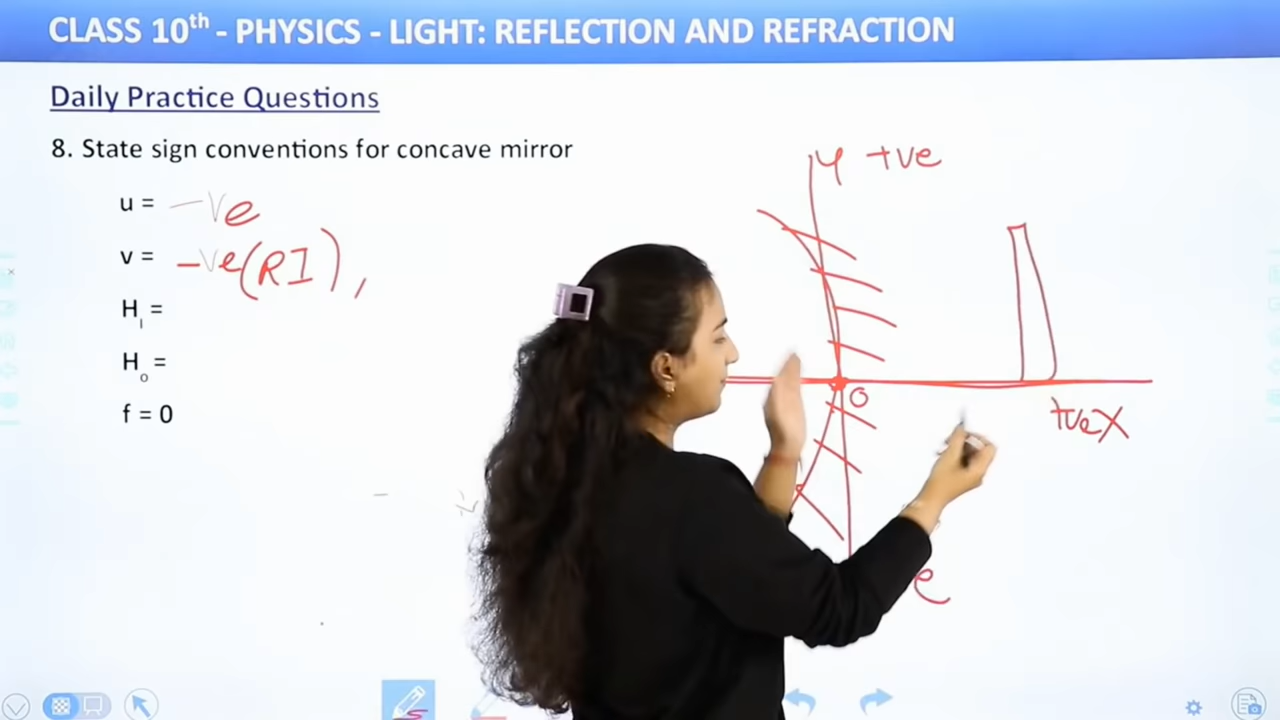 CLASS 10th - PHYSICS - LIGHT: REFLECTION AND REFRACTION
Daily Practice Questions
8. State sign conventions for concave mirror
u = -ve
v = -ve (RI),
Hi =
Ho =
f = 0
Y +ve
O
+ve X
e